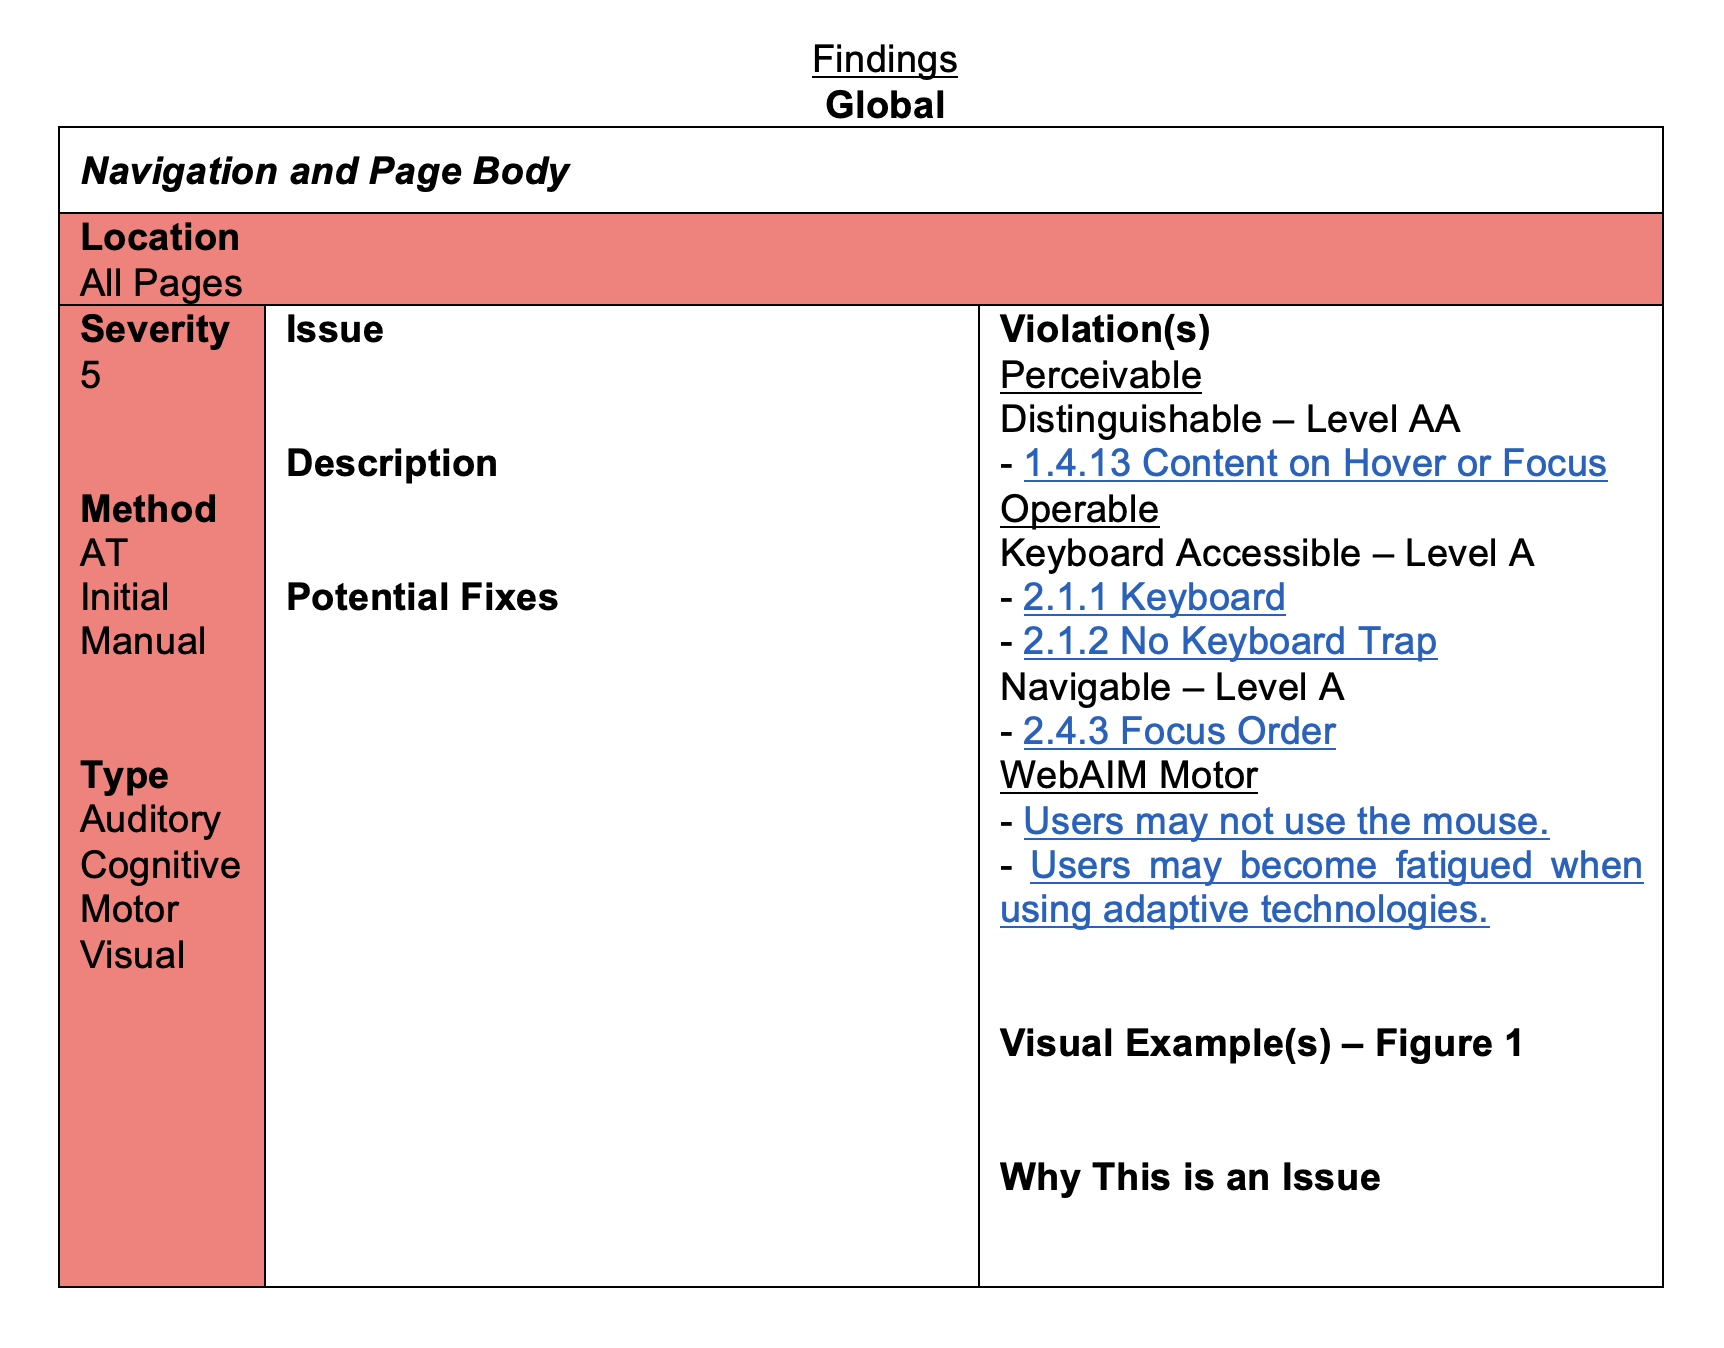 Findings
Global
Navigation and Page Body
Location
All Pages
Severity
5
Method
AT
Initial
Manual
Type
Auditory
Cognitive
Motor
Visual
Issue
Description
Potential Fixes
Violation(s)
Perceivable
Distinguishable – Level AA
- 1.4.13 Content on Hover or Focus
Operable
Keyboard Accessible – Level A
- 2.1.1 Keyboard
- 2.1.2 No Keyboard Trap
Navigable – Level A
- 2.4.3 Focus Order
WebAIM Motor
- Users may not use the mouse.
- Users may become fatigued when
using adaptive technologies.
Visual Example(s) – Figure 1
Why This is an Issue